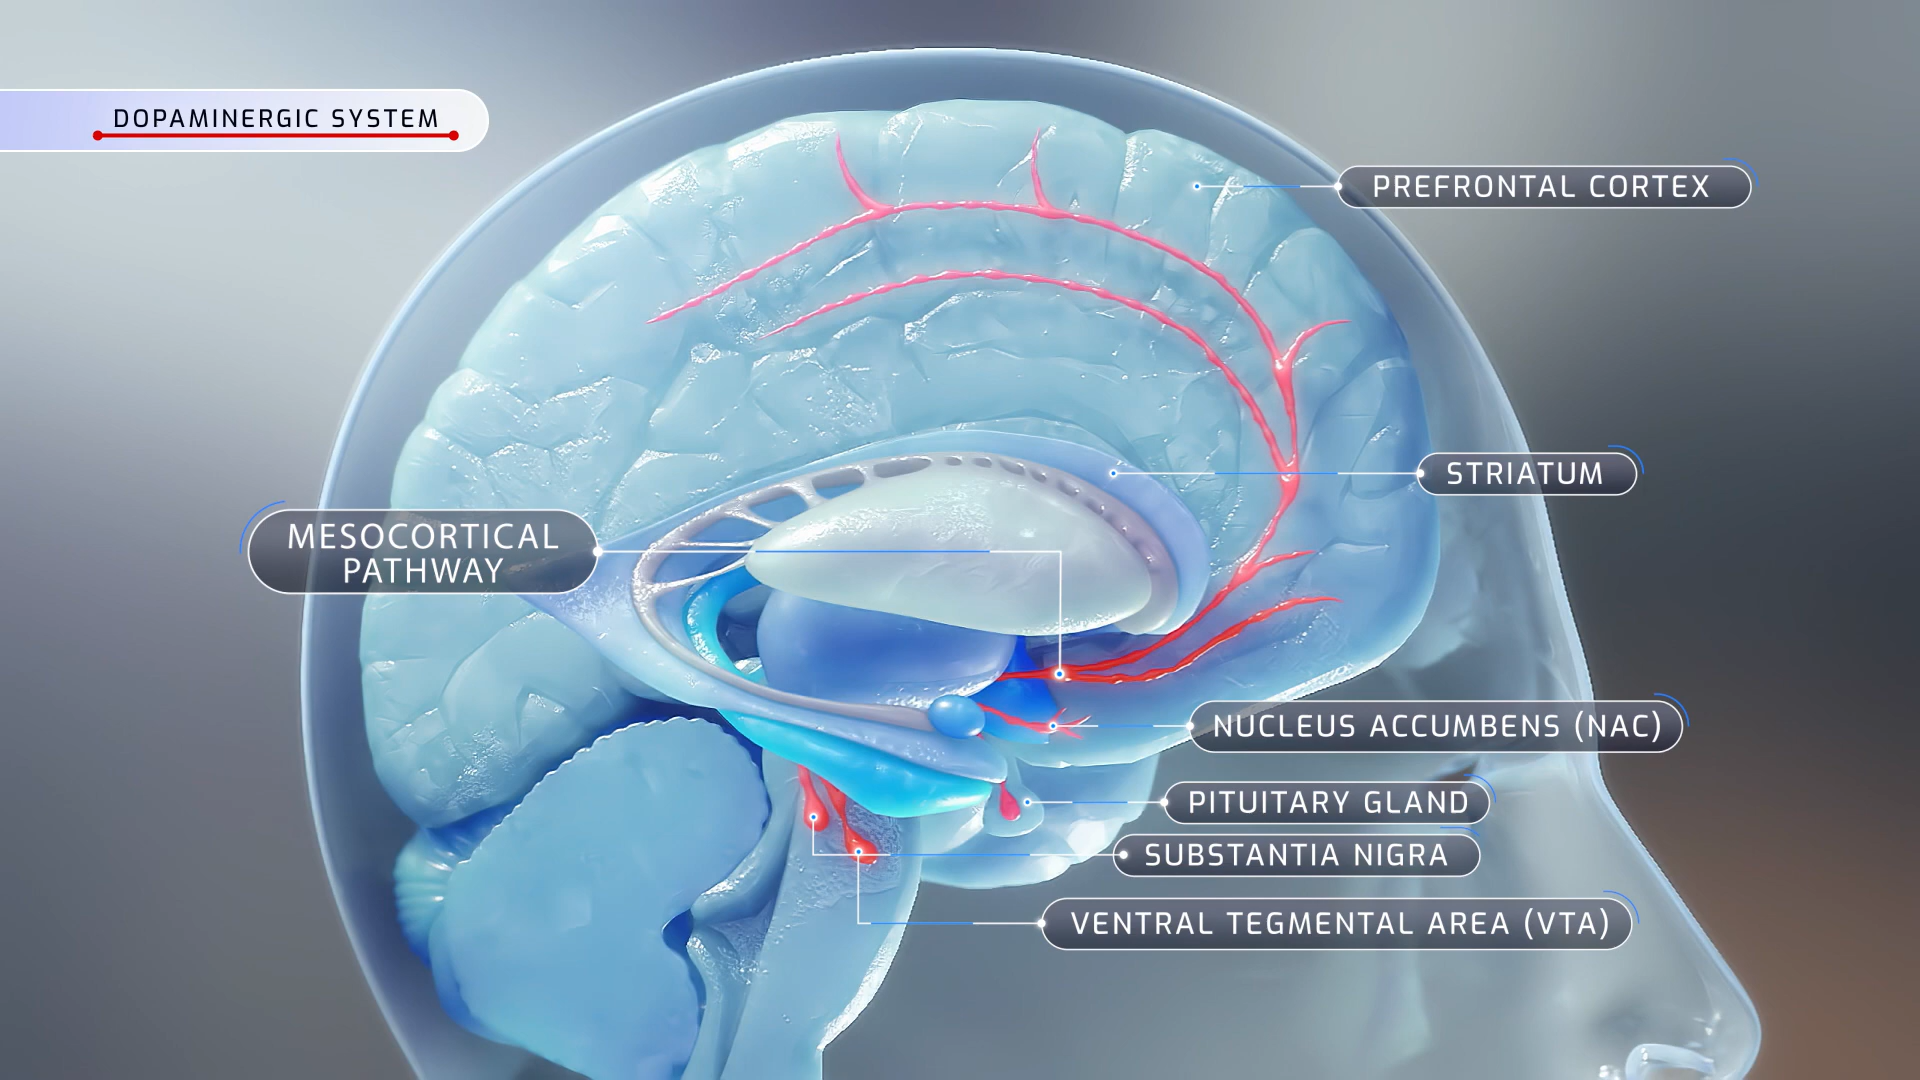 DOPAMINERGIC SYSTEM
PREFRONTAL CORTEX
STRIATUM
MESOCORTICAL
PATHWAY
NUCLEUS ACCUMBENS (NAC)
PITUITARY GLAND
SUBSTANTIA NIGRA
VENTRAL TEGMENTAL AREA (VTA)